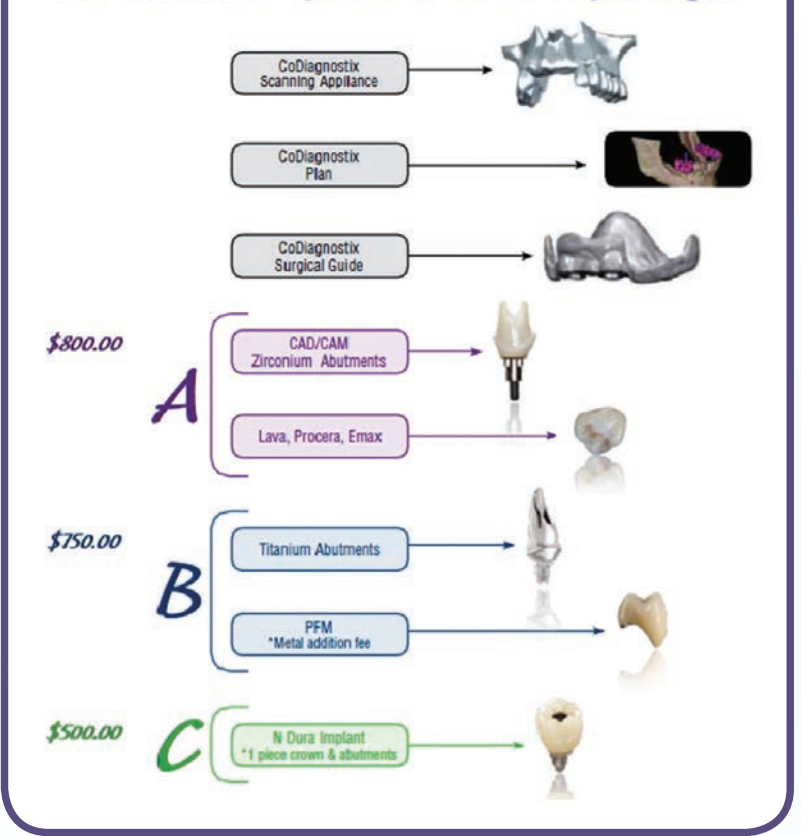 CoDiagnostix
Scanning Appliance
CoDiagnostix
Plan
CoDiagnostix
Surgical Guide
$800.00
A
CAD/CAM
Zirconium Abutments
Lava, Procera, Emax
$750.00
B
Titanium Abutments
PFM
*Metal addition fee
$500.00
C
N Dura Implant
*1 piece crown & abutments